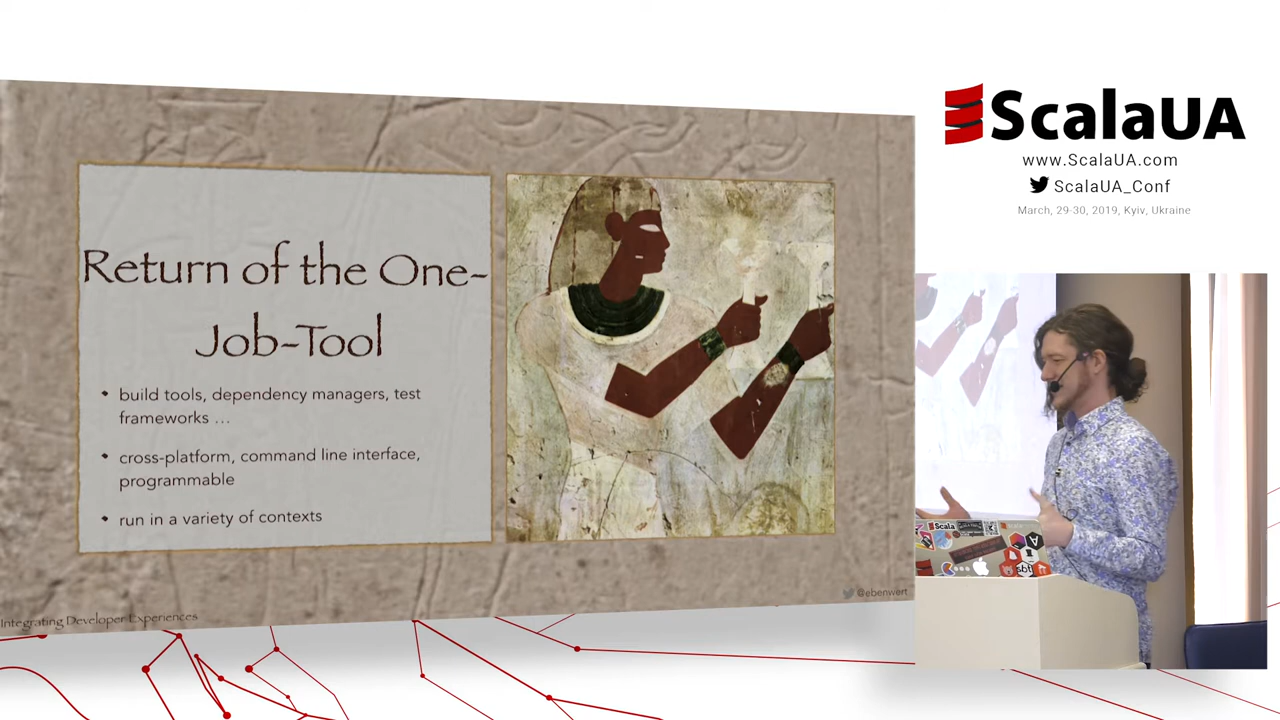 Return of the One-
Job-Tool
• build tools, dependency managers, test
frameworks …
• cross-platform, command line interface,
programmable
• run in a variety of contexts
@ebenwert
Integrating Developer Experiences
ScalaUA
www.ScalaUA.com
ScalaUA_Conf
March, 29-30, 2019, Kyiv, Ukraine
Scala
sbt